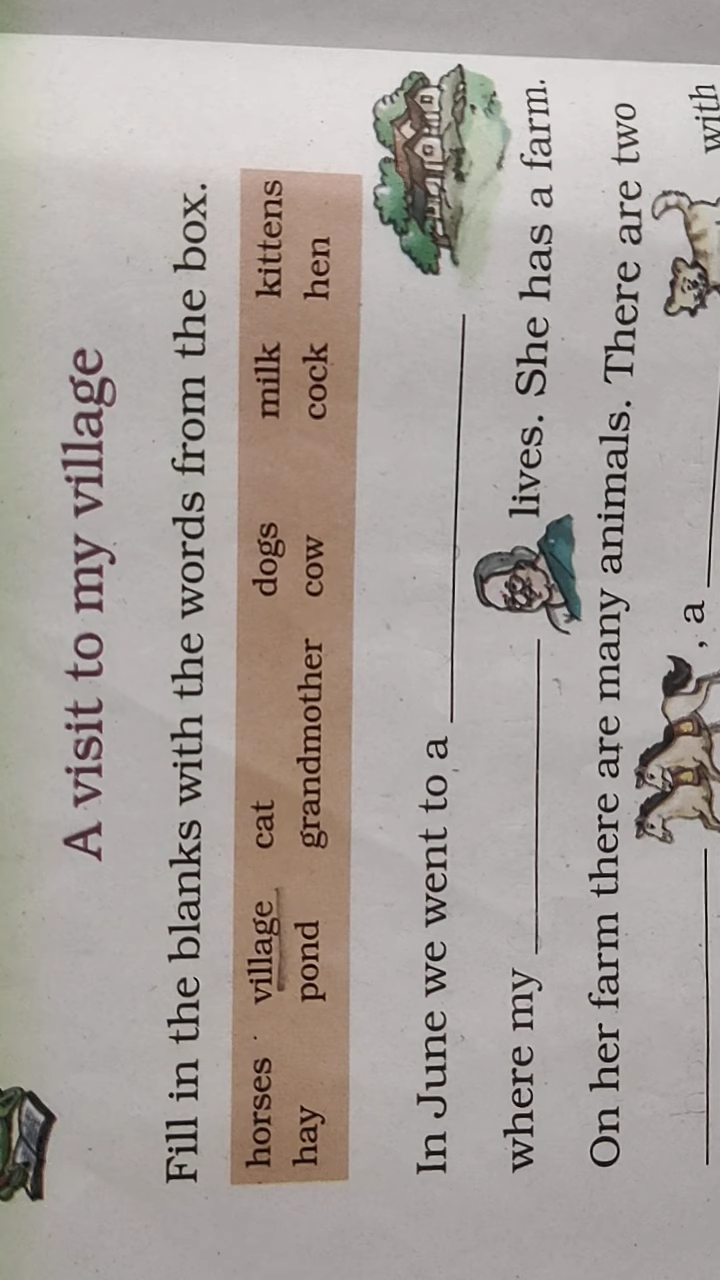 A visit to my village
Fill in the blanks with the words from the box.
horses village cat dogs milk kittens
hay pond grandmother cow cock hen
In June we went to a
where my lives. She has a farm.
On her farm there are many animals. There are two
, a with